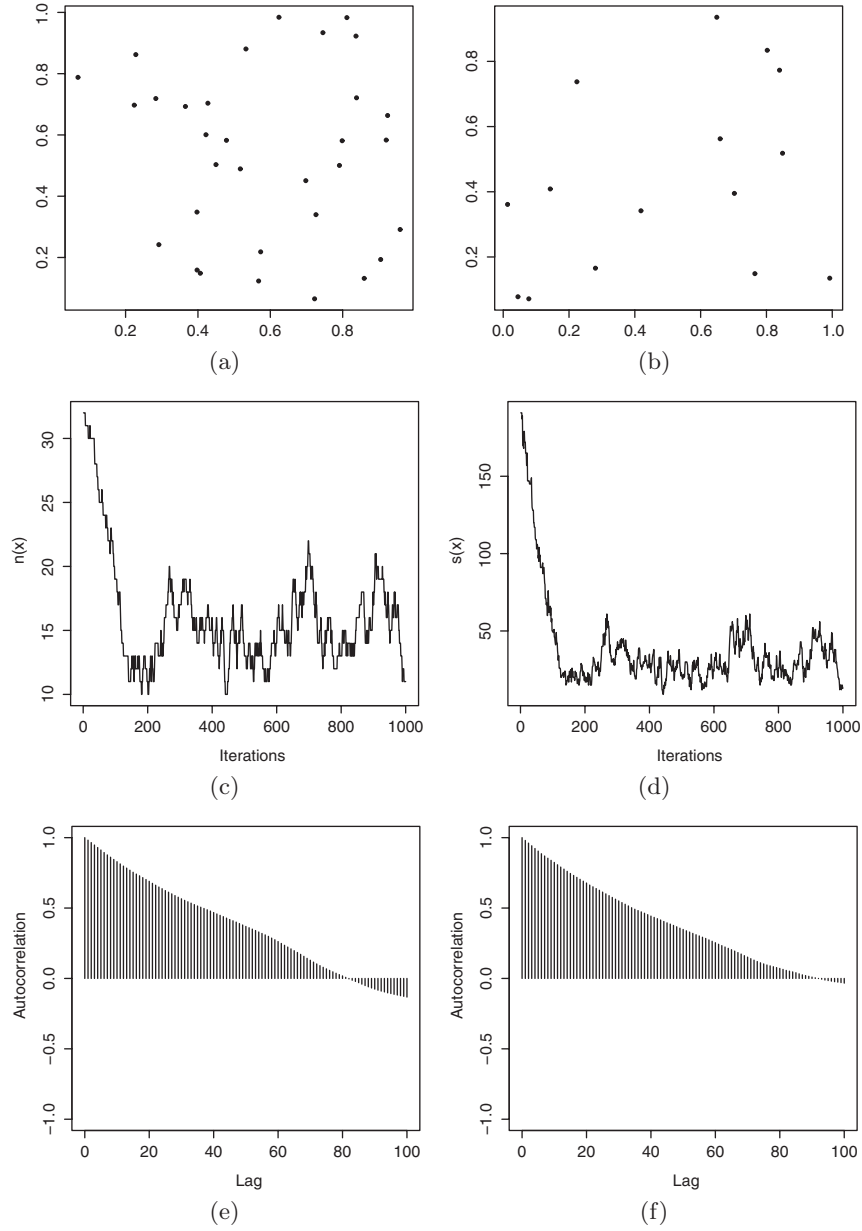 1.0
0.8
0.6
0.4
0.2
0.2 0.4 0.6 0.8
(a)
0.8
0.6
0.4
0.2
0.0 0.2 0.4 0.6 0.8 1.0
(b)
30
25
20
15
10
n(x)
0 200 400 600 800 1000
Iterations
(c)
150
100
50
s(x)
0 200 400 600 800 1000
Iterations
(d)
1.0
0.5
0.0
−0.5
−1.0
Autocorrelation
0 20 40 60 80 100
Lag
(e)
1.0
0.5
0.0
−0.5
−1.0
Autocorrelation
0 20 40 60 80 100
Lag
(f)